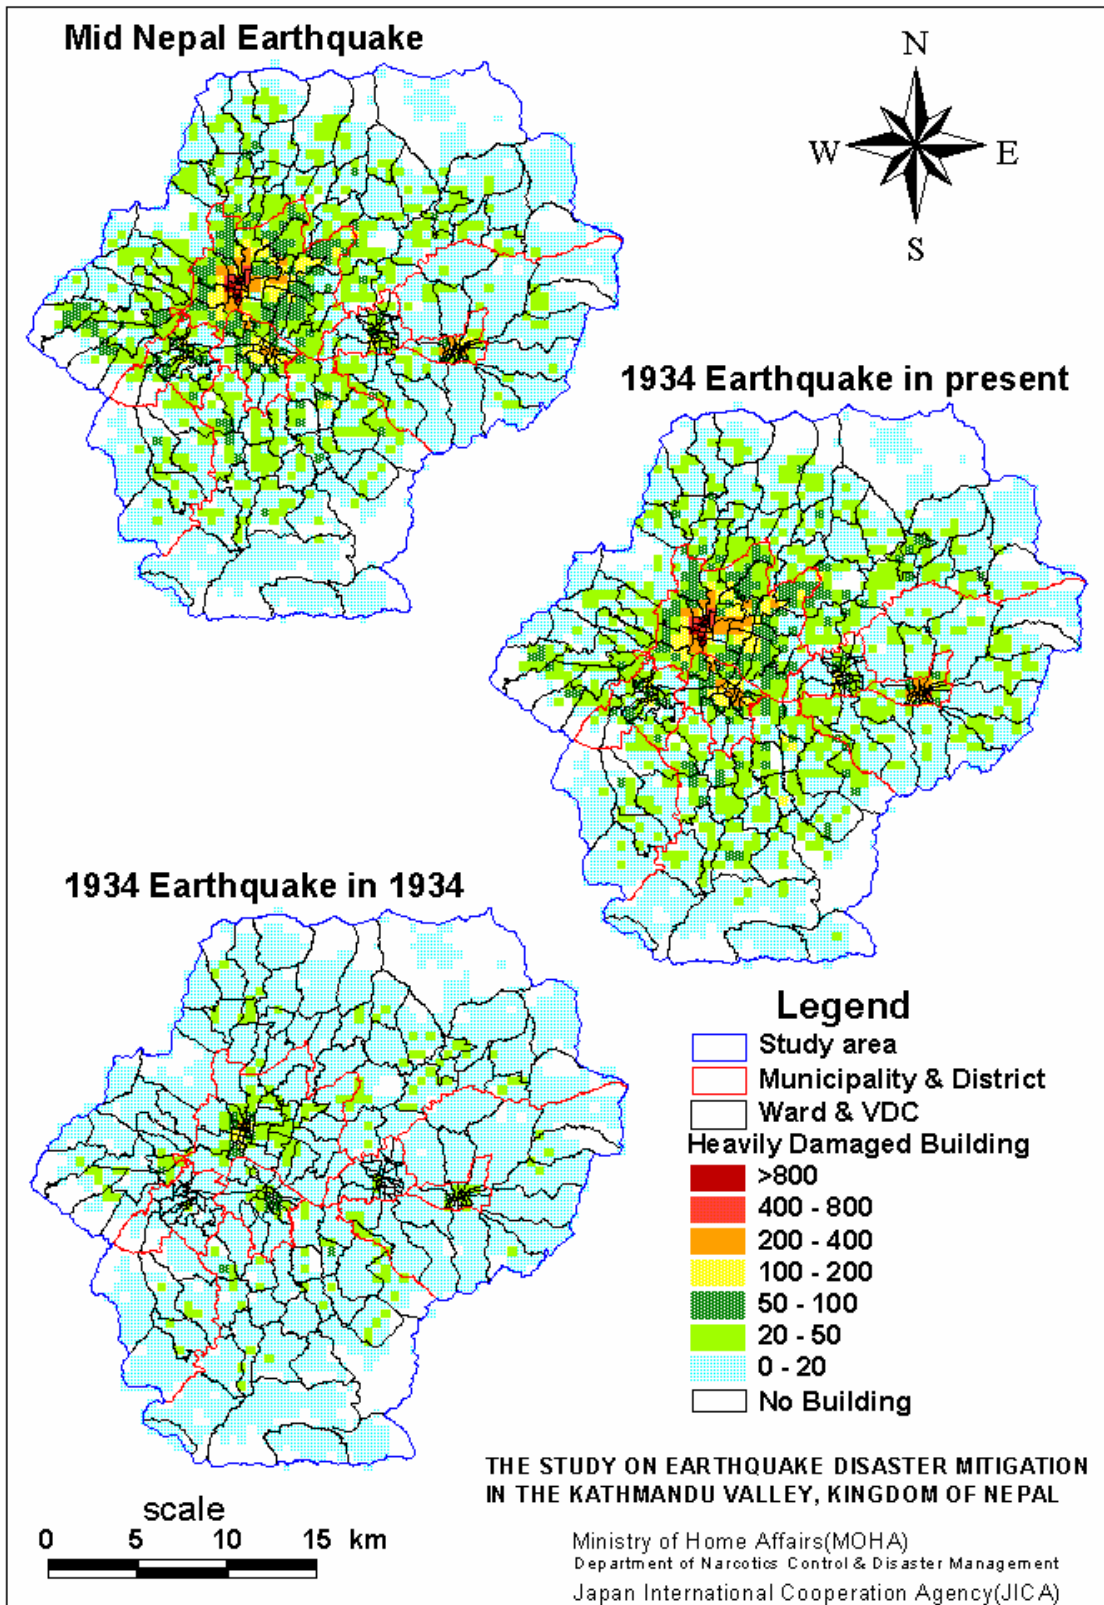 Mid Nepal Earthquake
N
W E
S
1934 Earthquake in present
1934 Earthquake in 1934
Legend
Study area
Municipality & District
Ward & VDC
Heavily Damaged Building
>800
400 - 800
200 - 400
100 - 200
50 - 100
20 - 50
0 - 20
No Building
THE STUDY ON EARTHQUAKE DISASTER MITIGATION
IN THE KATHMANDU VALLEY, KINGDOM OF NEPAL
scale
0 5 10 15 km
Ministry of Home Affairs(MOHA)
Department of Narcotics Control & Disaster Management
Japan International Cooperation Agency(JICA)